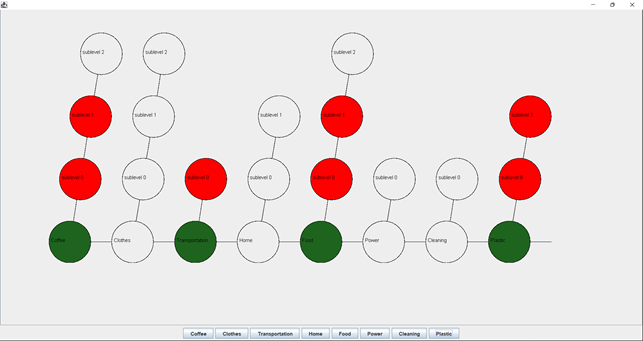 sublevel 2 sublevel 2 sublevel 2
sublevel 1 sublevel 1 sublevel 1 sublevel 1 sublevel 1
sublevel 0 sublevel 0 sublevel 0 sublevel 0 sublevel 0 sublevel 0 sublevel 0 sublevel 0
Coffee Clothes Transportation Home Food Power Cleaning Plastic
Coffee Clothes Transportation Home Food Power Cleaning Plastic